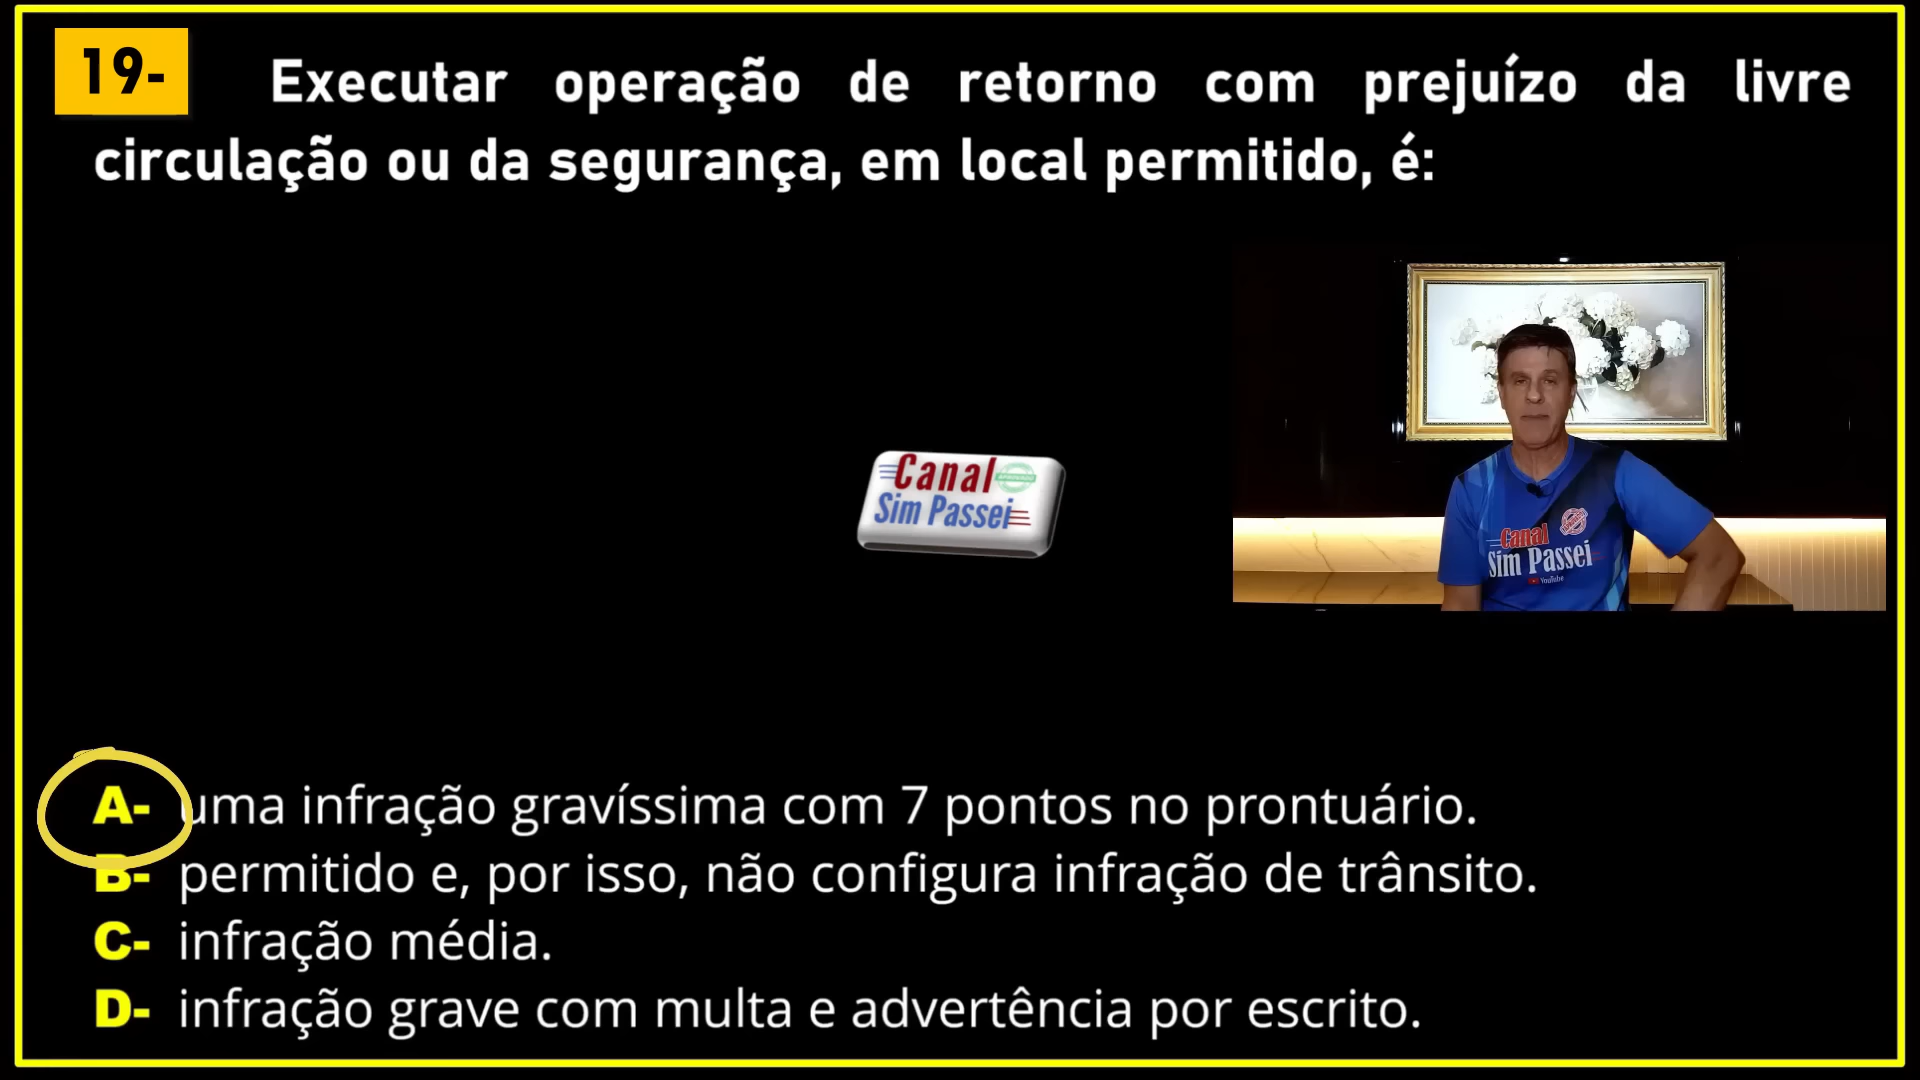 19- Executar operação de retorno com prejuízo da livre
circulação ou da segurança, em local permitido, é:
Canal
Sim Passei
Canal
Sim Passei
YouTube
A- uma infração gravíssima com 7 pontos no prontuário.
B- permitido e, por isso, não configura infração de trânsito.
C- infração média.
D- infração grave com multa e advertência por escrito.